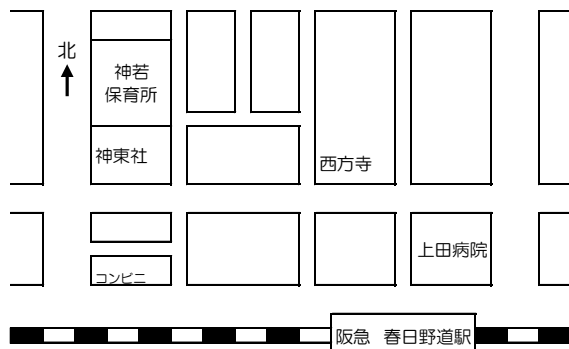 北
神若
保育所
神東社
西方寺
上田病院
コンビニ
阪急 春日野道駅